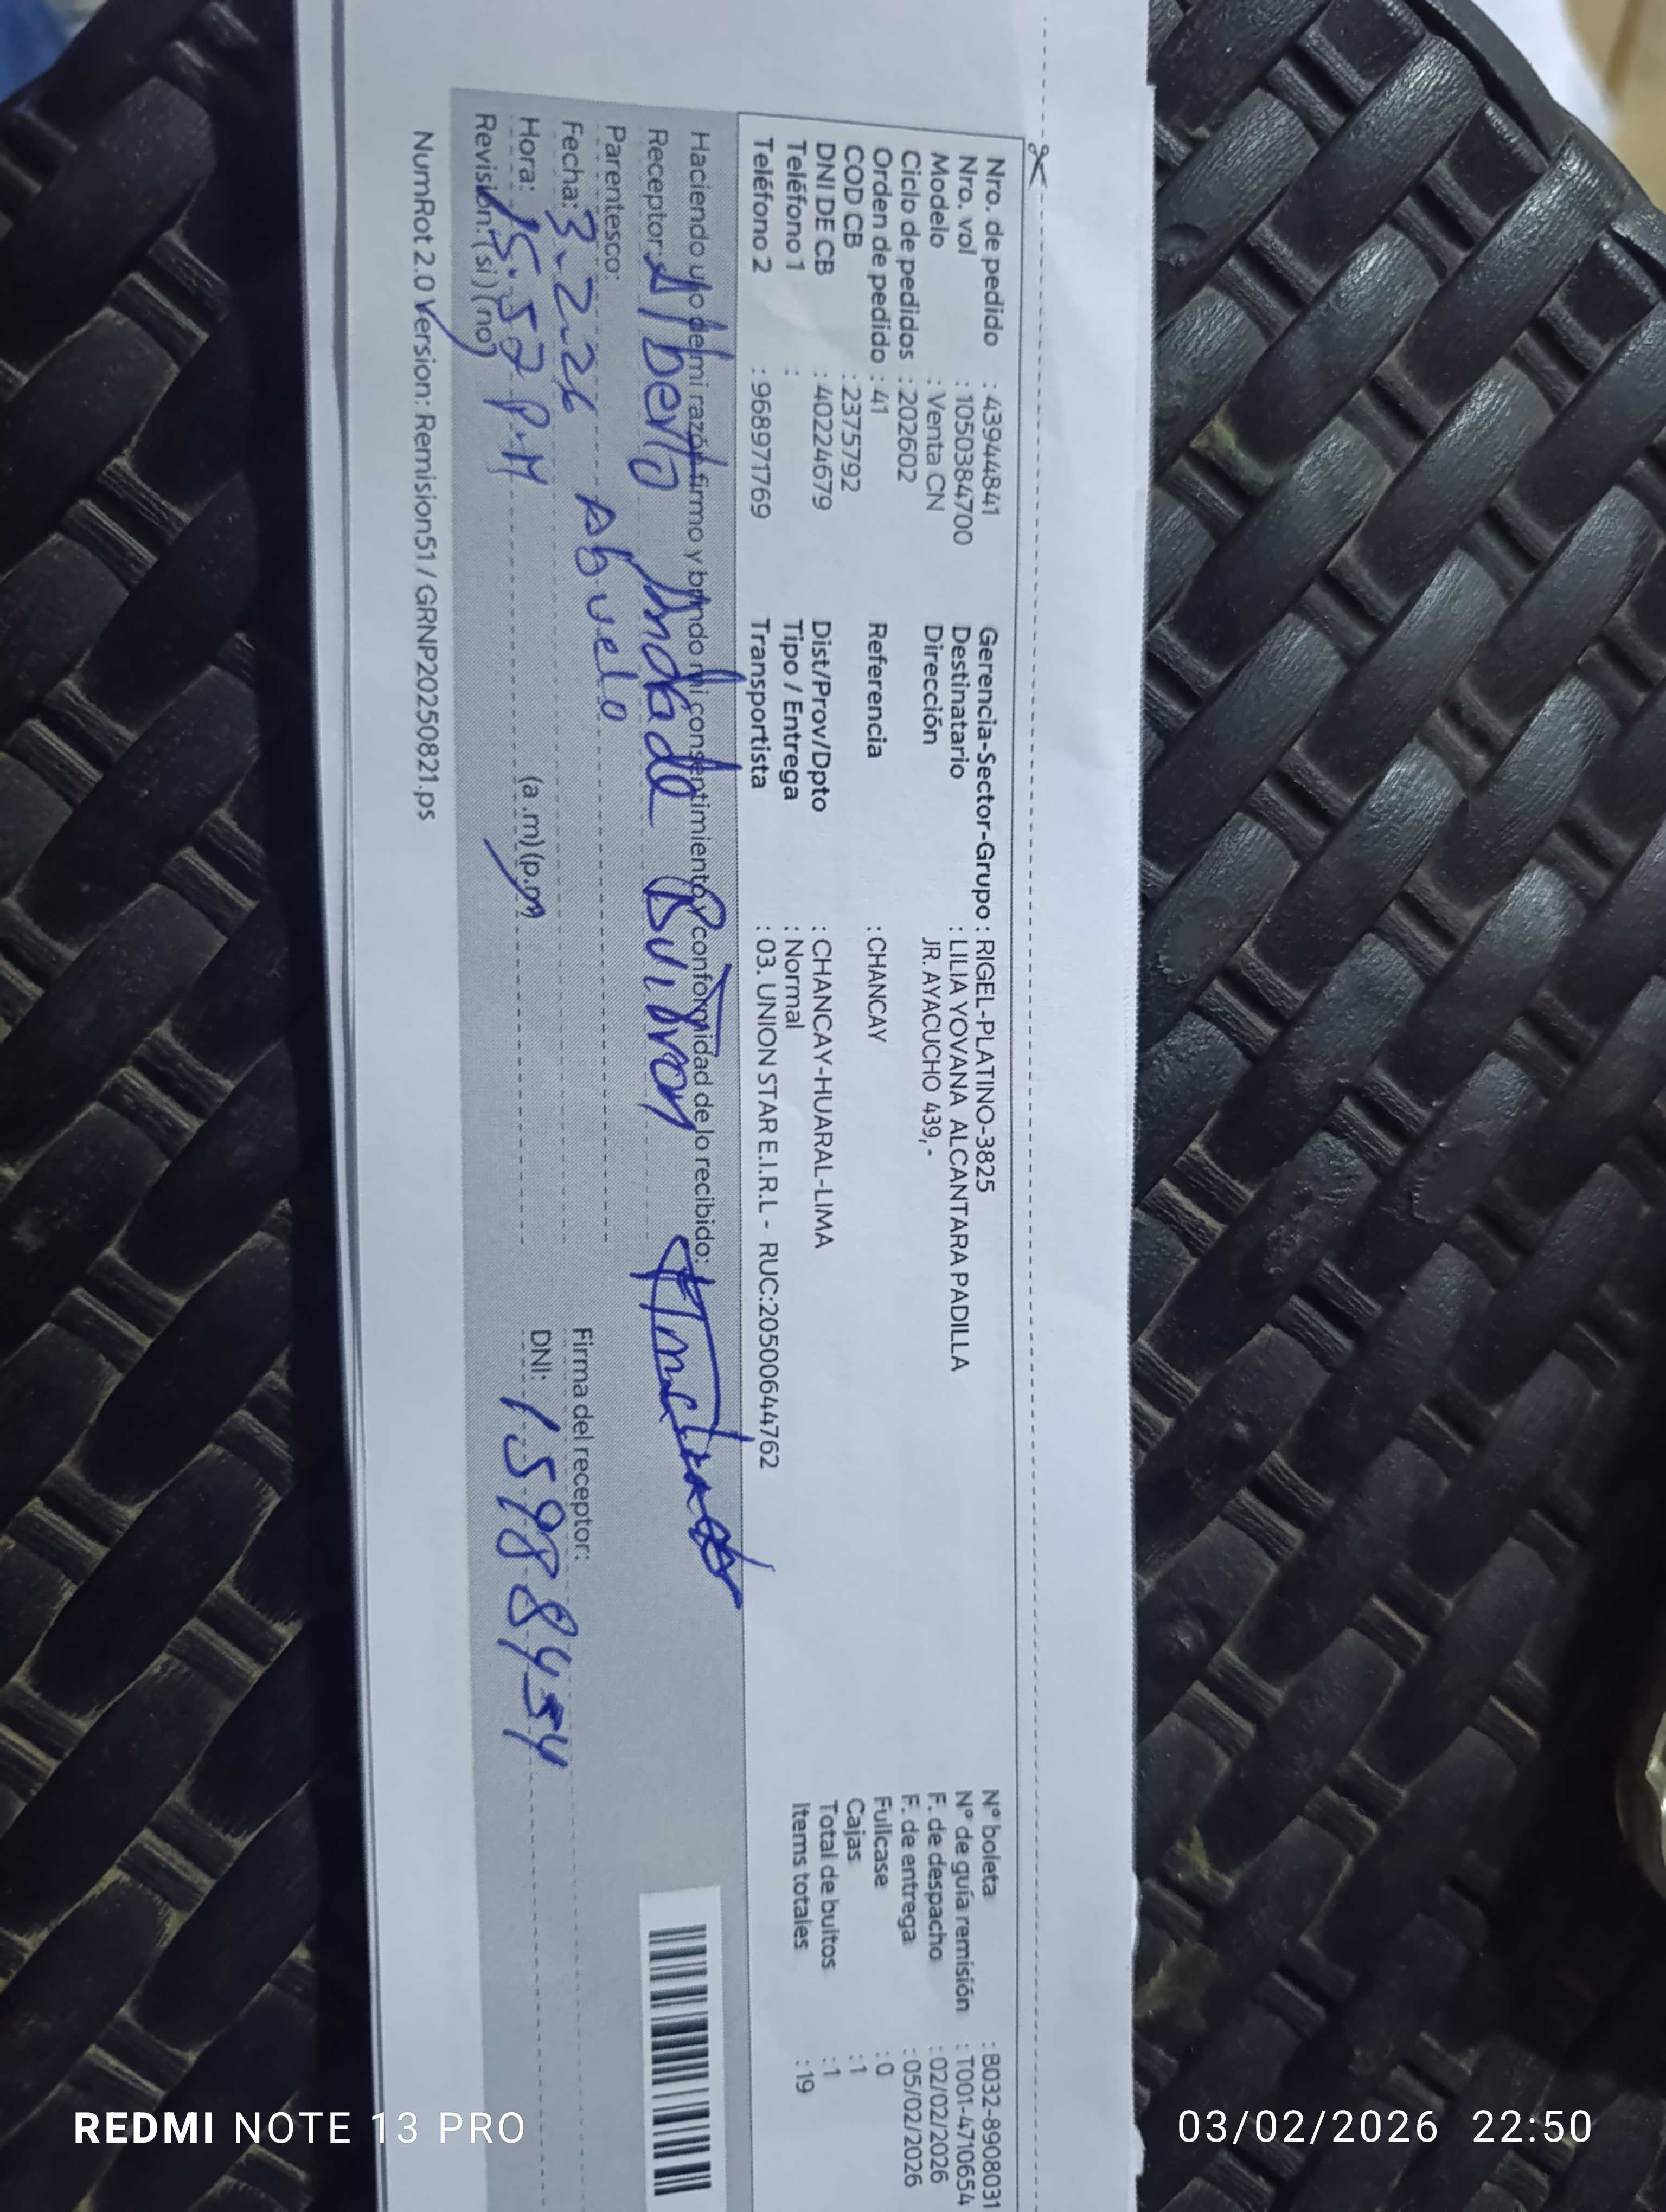 Nro. de pedido : 43944841
Nro. vol : 1050384700
Modelo : Venta CN
Ciclo de pedidos : 202602
Orden de pedido : 41
COD CB : 2375792
DNI DE CB : 40224679
Teléfono 1 :
Teléfono 2 : 968971769
Gerencia-Sector-Grupo : RIGEL-PLATINO-3825
Destinatario : LILIA YOVANA ALCANTARA PADILLA
Dirección JR. AYACUCHO 439,-
Referencia : CHANCAY
Dist/Prov/Dpto : CHANCAY-HUARAL-LIMA
Tipo / Entrega : Normal
Transportista : 03. UNION STAR E.I.R.L - RUC:20500644762
N° boleta : B032-8908031
N° de guía remisión : T001-4710654
F. de despacho : 02/02/2026
F. de entrega : 05/02/2026
Fullcase : 0
Cajas : 1
Total de bultos : 1
Items totales : 19
Haciendo uso de mi razón firmo y brindo mi consentimiento y conformidad de lo recibido:
Receptor: Alberto Andrade Buitron
Parentesco: Abuelo
Fecha: 3-2-26
Hora: 15:52 P.M (a .m) (p.m)
Revisión: (si) (no)
Firma del receptor:
DNI: 15988454
NumRot 2.0 Version: Remision51 / GRNP20250821.ps
REDMI NOTE 13 PRO
03/02/2026 22:50